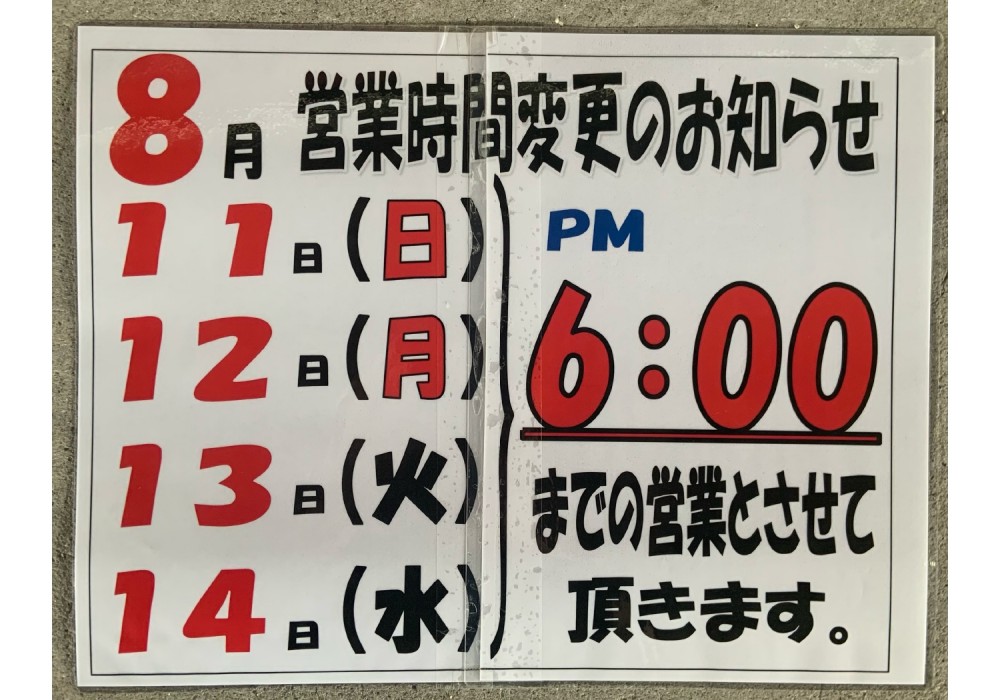 8月 営業時間変更のお知らせ
11日(日)
12日(月)
13日(火)
14日(水)
PM
6:00
までの営業とさせて
頂きます。